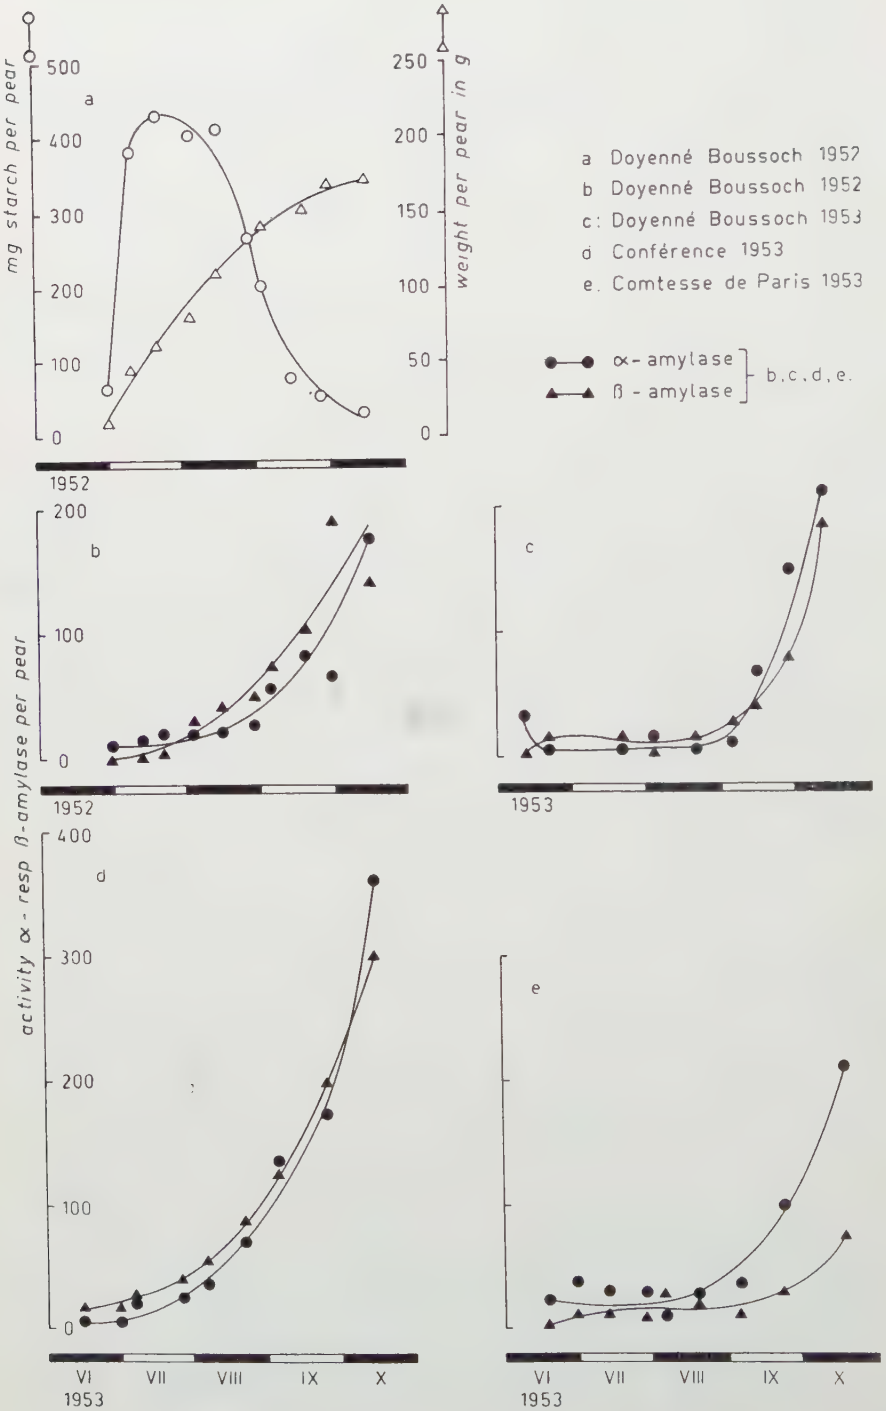 mg starch per pear
500
400
300
200
100
0
a
250
200
150
100
50
0
weight per pear in g
a Doyenné Boussoch 1952
b Doyenné Boussoch 1952
c: Doyenné Boussoch 1953
d Conférence 1953
e. Comtesse de Paris 1953
α-amylase
ß-amylase
b,c,d,e.
1952
activity α- resp ß-amylase per pear
200
100
0
b
1952
c
1953
400
300
200
100
0
d
VI VII VIII IX X
1953
e
VI VII VIII IX X
1953